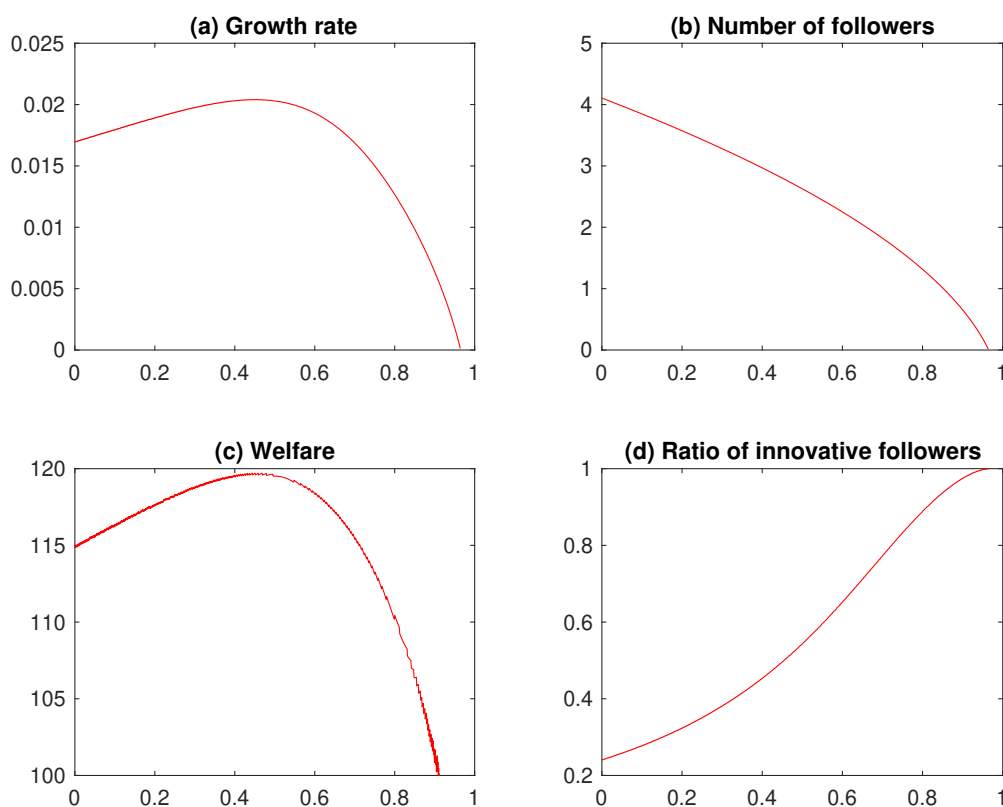 (a) Growth rate
0.025
0.02
0.015
0.01
0.005
0
0 0.2 0.4 0.6 0.8 1
(b) Number of followers
5
4
3
2
1
0
0 0.2 0.4 0.6 0.8 1
(c) Welfare
120
115
110
105
100
0 0.2 0.4 0.6 0.8 1
(d) Ratio of innovative followers
1
0.8
0.6
0.4
0.2
0 0.2 0.4 0.6 0.8 1